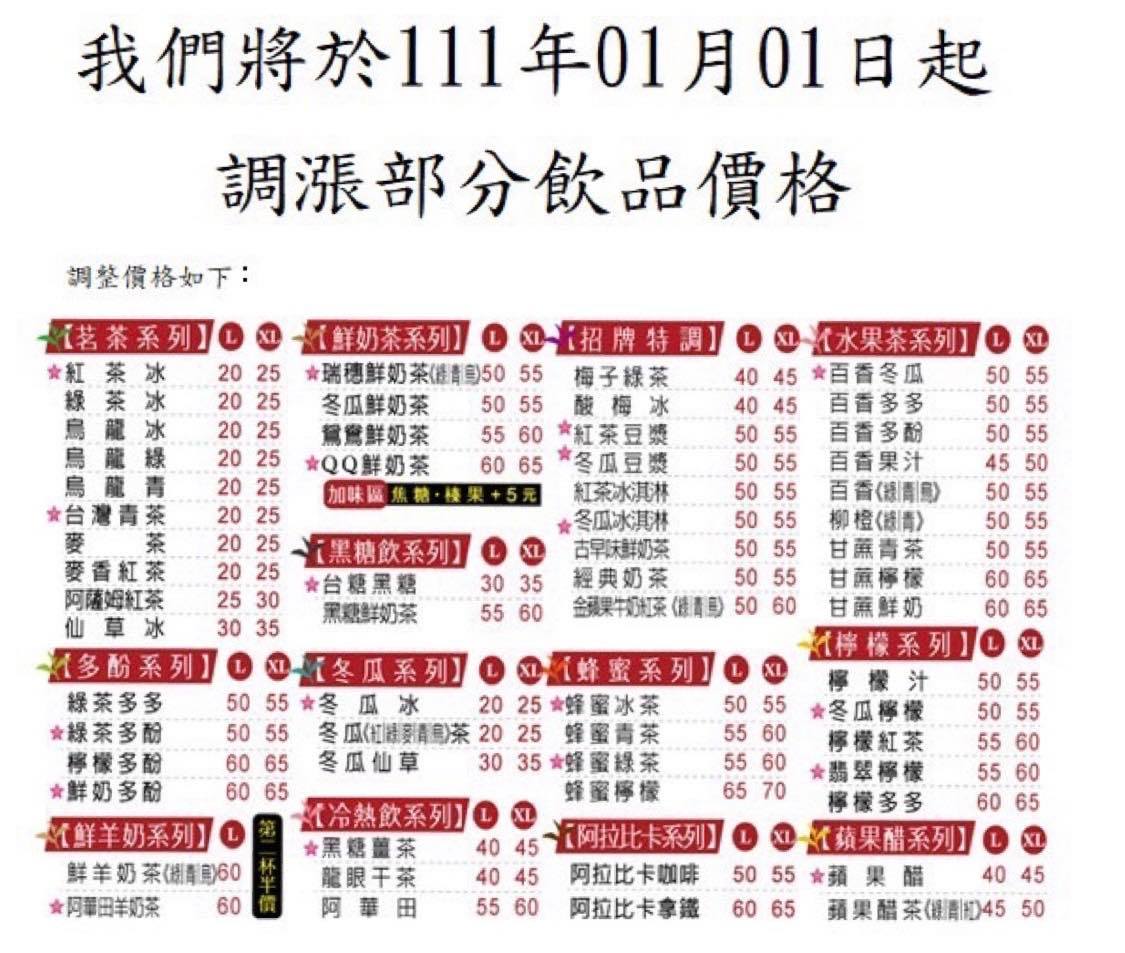 我們將於111年01月01日起
調漲部分飲品價格
調整價格如下：
【茗茶系列】 L XL
紅茶冰 20 25
綠茶冰 20 25
烏龍冰 20 25
烏龍綠 20 25
烏龍青 20 25
台灣青茶 20 25
麥茶 20 25
麥香紅茶 20 25
阿薩姆紅茶 25 30
仙草冰 30 35
【多酚系列】 L XL
綠茶多多 50 55
綠茶多酚 50 55
檸檬多酚 60 65
鮮奶多酚 60 65
【鮮羊奶系列】 L
第二杯半價
鮮羊奶茶(綠|青|烏) 60
阿華田羊奶茶 60
【鮮奶茶系列】 L XL
瑞穗鮮奶茶(綠|青|烏) 50 55
冬瓜鮮奶茶 50 55
鴛鴦鮮奶茶 55 60
QQ鮮奶茶 60 65
加味區 焦糖·榛果+5元
【黑糖飲系列】 L XL
台糖黑糖 30 35
黑糖鮮奶茶 55 60
【冬瓜系列】 L XL
冬瓜冰 20 25
冬瓜(紅|綠|麥|青|烏)茶 20 25
冬瓜仙草 30 35
【冷熱飲系列】 L XL
黑糖薑茶 40 45
龍眼干茶 40 45
阿華田 55 60
【招牌特調】 L XL
梅子綠茶 40 45
酸梅冰 40 45
紅茶豆漿 50 55
冬瓜豆漿 50 55
紅茶冰淇淋 50 55
冬瓜冰淇淋 50 55
古早味鮮奶茶 50 55
經典奶茶 50 55
金蘋果牛奶紅茶(綠|青|烏) 50 60
【蜂蜜系列】 L XL
蜂蜜冰茶 50 55
蜂蜜青茶 55 60
蜂蜜綠茶 55 60
蜂蜜檸檬 65 70
【阿拉比卡系列】 L XL
阿拉比卡咖啡 50 55
阿拉比卡拿鐵 60 65
【水果茶系列】 L XL
百香冬瓜 50 55
百香多多 50 55
百香多酚 50 55
百香果汁 45 50
百香(綠|青|烏) 50 55
柳橙(綠|青) 50 55
甘蔗青茶 50 55
甘蔗檸檬 60 65
甘蔗鮮奶 60 65
【檸檬系列】 L XL
檸檬汁 50 55
冬瓜檸檬 50 55
檸檬紅茶 55 60
翡翠檸檬 55 60
檸檬多多 60 65
【蘋果醋系列】 L XL
蘋果醋 40 45
蘋果醋茶(綠|青|紅) 45 50